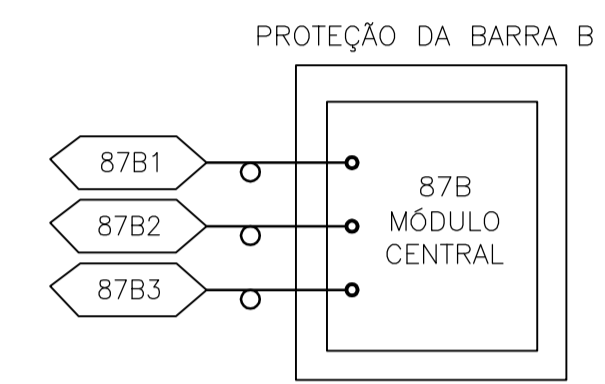 PROTEÇÃO DA BARRA B
87B1
87B2
87B3
87B
MÓDULO
CENTRAL